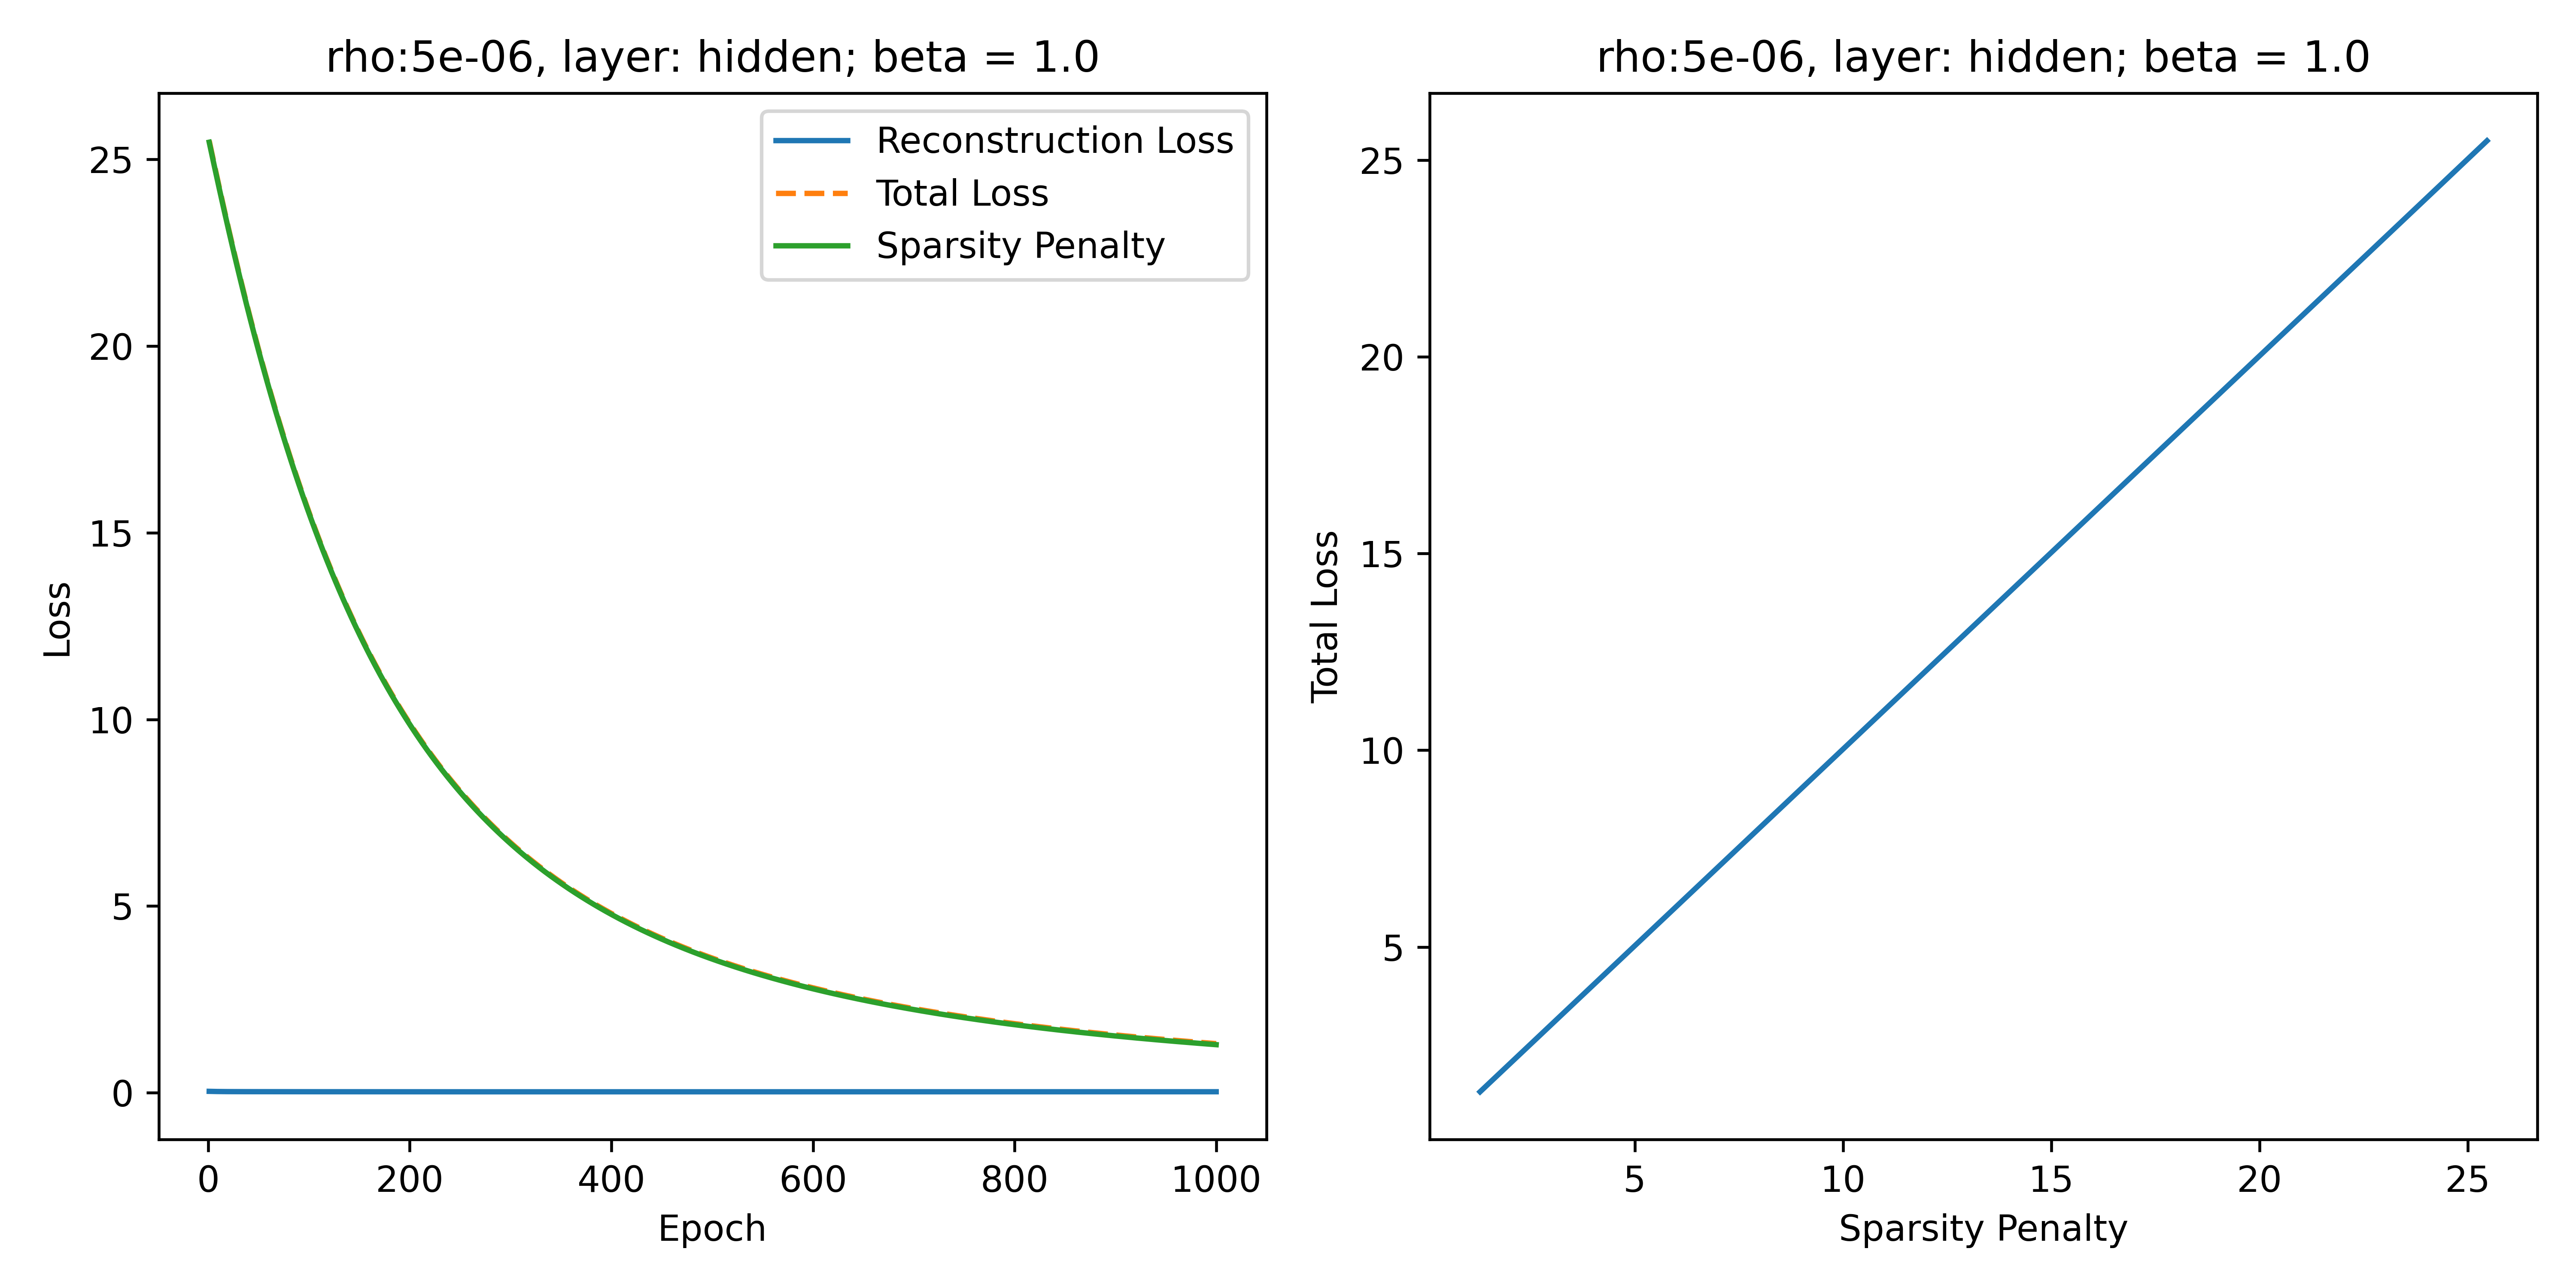 rho:5e-06, layer: hidden; beta = 1.0
Reconstruction Loss
Total Loss
Sparsity Penalty
25
20
15
10
5
0
Loss
0 200 400 600 800 1000
Epoch
rho:5e-06, layer: hidden; beta = 1.0
25
20
15
10
5
Total Loss
5 10 15 20 25
Sparsity Penalty